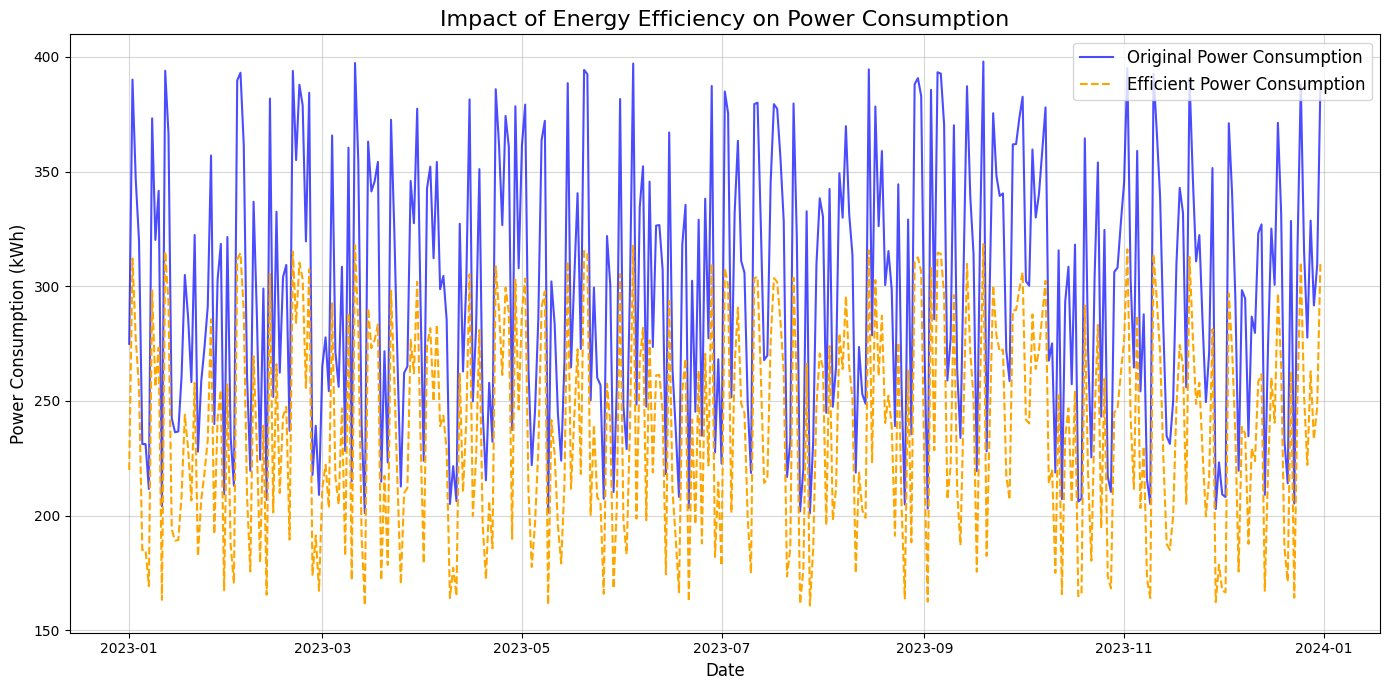 Impact of Energy Efficiency on Power Consumption
Original Power Consumption
Efficient Power Consumption
Power Consumption (kWh)
400
350
300
250
200
150
2023-01
2023-03
2023-05
2023-07
2023-09
2023-11
2024-01
Date